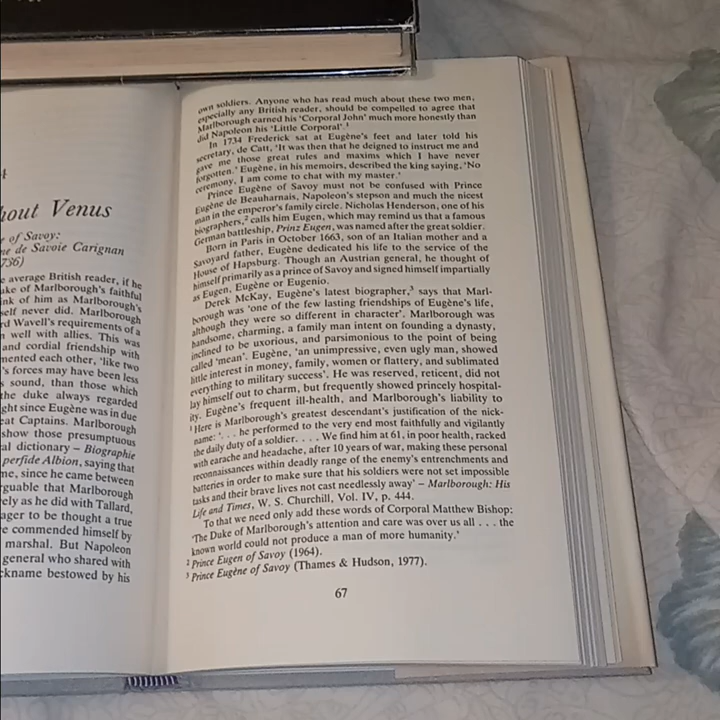 4
hout Venus
e of Savoy:
ne de Savoie Carignan
736)
e average British reader, if he
ake of Marlborough's faithful
ink of him as Marlborough's
self never did. Marlborough
rd Wavell's requirements of a
n well with allies. This was
and cordial friendship with
mented each other, 'like two
's forces may have been less
s sound, than those which
the duke always regarded
ght since Eugène was in due
eat Captains. Marlborough
show those presumptuous
al dictionary – Biographie
perfide Albion, saying that
me, since he came between
rguable that Marlborough
ely as he did with Tallard,
ager to be thought a true
e commended himself by
marshal. But Napoleon
general who shared with
ckname bestowed by his
own soldiers. Anyone who has read much about these two men,
especially any British reader, should be compelled to agree that
Marlborough earned his 'Corporal John' much more honestly than
did Napoleon his 'Little Corporal'.¹
In 1734 Frederick sat at Eugène's feet and later told his
secretary, de Catt, 'It was then that he deigned to instruct me and
gave me those great rules and maxims which I have never
forgotten.' Eugène, in his memoirs, described the king saying, 'No
ceremony, I am come to chat with my master.'
Prince Eugène of Savoy must not be confused with Prince
Eugène de Beauharnais, Napoleon's stepson and the nicest
man in the emperor's family circle. Nicholas Henderson, one of his
biographers,² calls him Eugen, which may remind us that a famous
German battleship, Prinz Eugen, was named after the great soldier.
Born in Paris in October 1663, son of an Italian mother and a
Savoyard father, Eugène dedicated his life to the service of the
House of Hapsburg. Though an Austrian general, he thought of
himself primarily as a prince of Savoy and signed himself impartially
as Eugen, Eugène or Eugenio.
Derek McKay, Eugène's latest biographer,³ says that Marl-
borough was 'one of the few lasting friendships of Eugène's life,
although they were so different in character'. Marlborough was
handsome, charming, a family man intent on founding a dynasty,
inclined to be uxorious, and parsimonious to the point of being
called 'mean'. Eugène, 'an unimpressive, even ugly man, showed
little interest in money, family, women or flattery, and sublimated
everything to military success'. He was reserved, reticent, did not
lay himself out to charm, but frequently showed princely hospital-
ity. Eugène's frequent ill-health, and Marlborough's liability to
¹ Here is Marlborough's greatest descendant's justification of the nick-
name: '. . . he performed to the very end most faithfully and vigilantly
the daily duty of a soldier. . . . We find him at 61, in poor health, racked
with earache and headache, after 10 years of war, making these personal
reconnaissances within deadly range of the enemy's entrenchments and
batteries in order to make sure that his soldiers were not set impossible
tasks and their brave lives not cast needlessly away' – Marlborough: His
Life and Times, W. S. Churchill, Vol. IV, p. 444.
To that we need only add these words of Corporal Matthew Bishop:
'The Duke of Marlborough's attention and care was over us all . . . the
known world could not produce a man of more humanity.'
² Prince Eugen of Savoy (1964).
³ Prince Eugène of Savoy (Thames & Hudson, 1977).
67